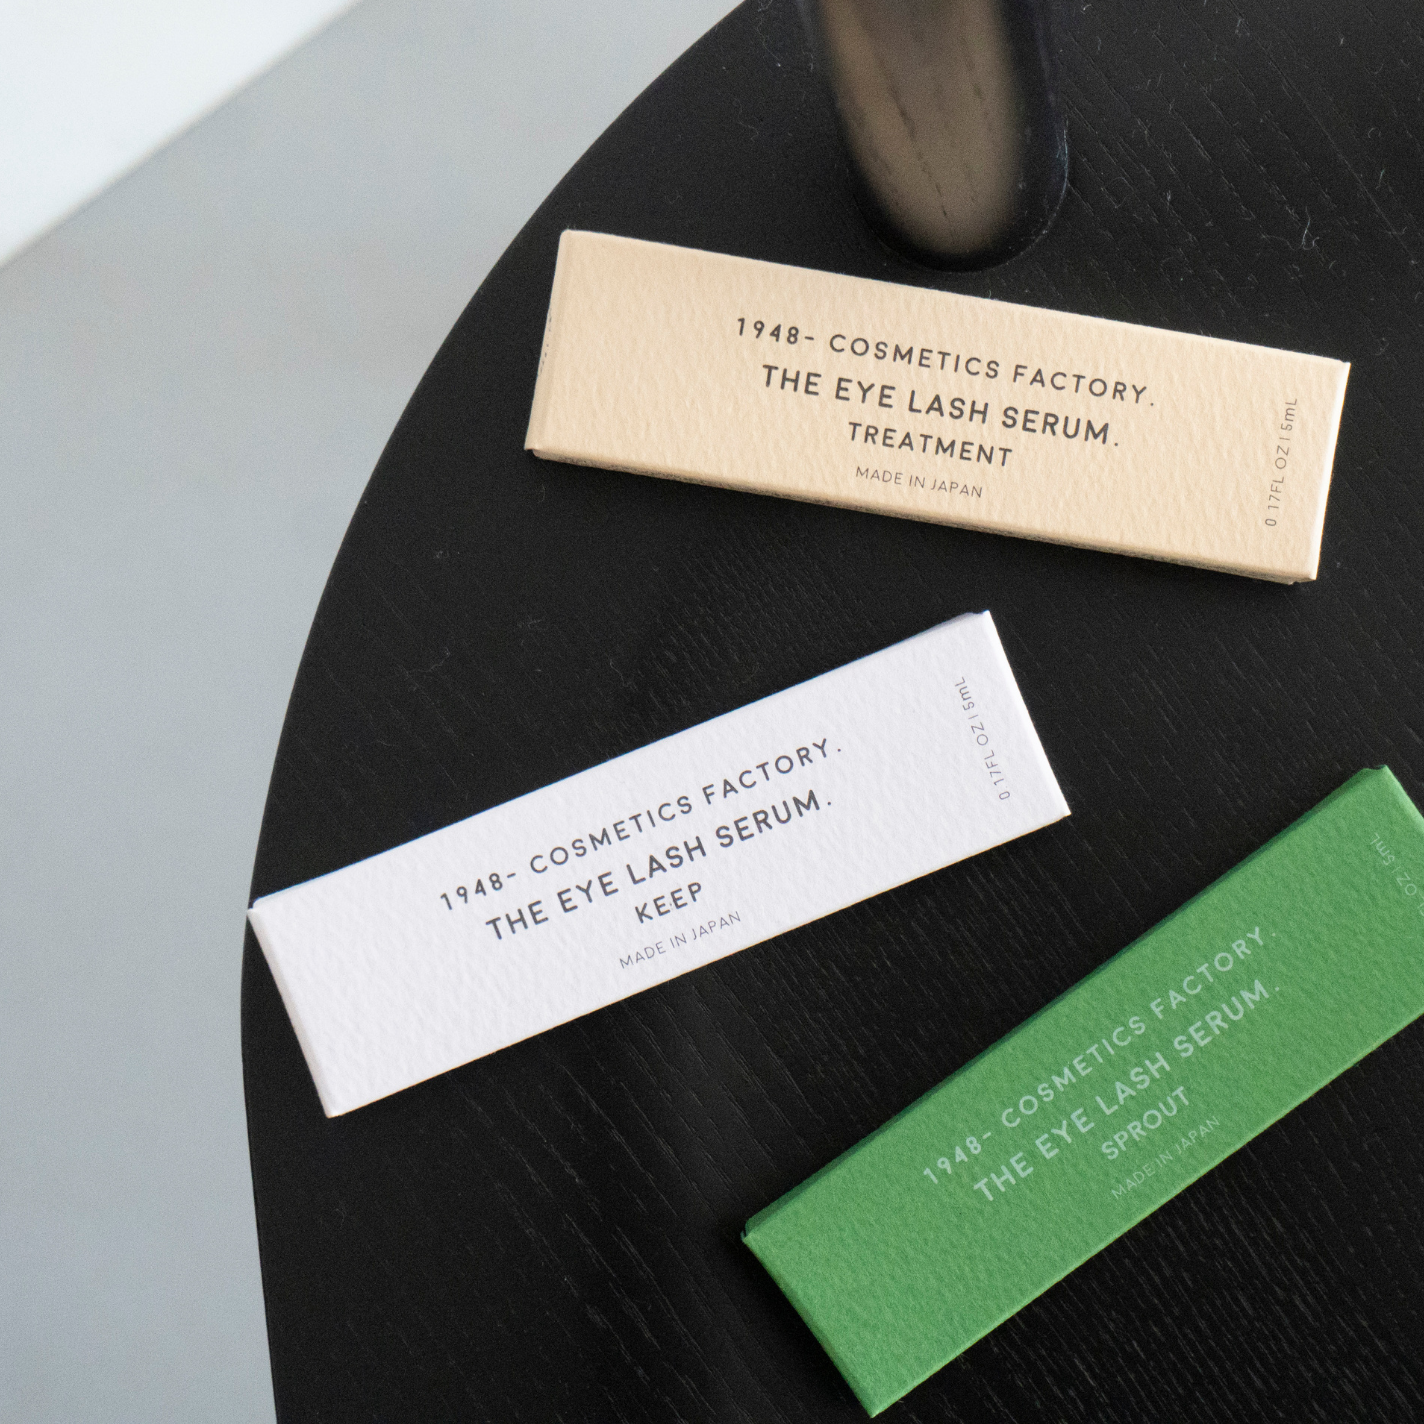 1948- COSMETICS FACTORY.
THE EYE LASH SERUM.
TREATMENT
MADE IN JAPAN
0.17FL OZ I 5mL
1948- COSMETICS FACTORY.
THE EYE LASH SERUM.
KEEP
MADE IN JAPAN
0.17FL OZ I 5mL
1948- COSMETICS FACTORY.
THE EYE LASH SERUM.
SPROUT
MADE IN JAPAN
OZ I 5mL